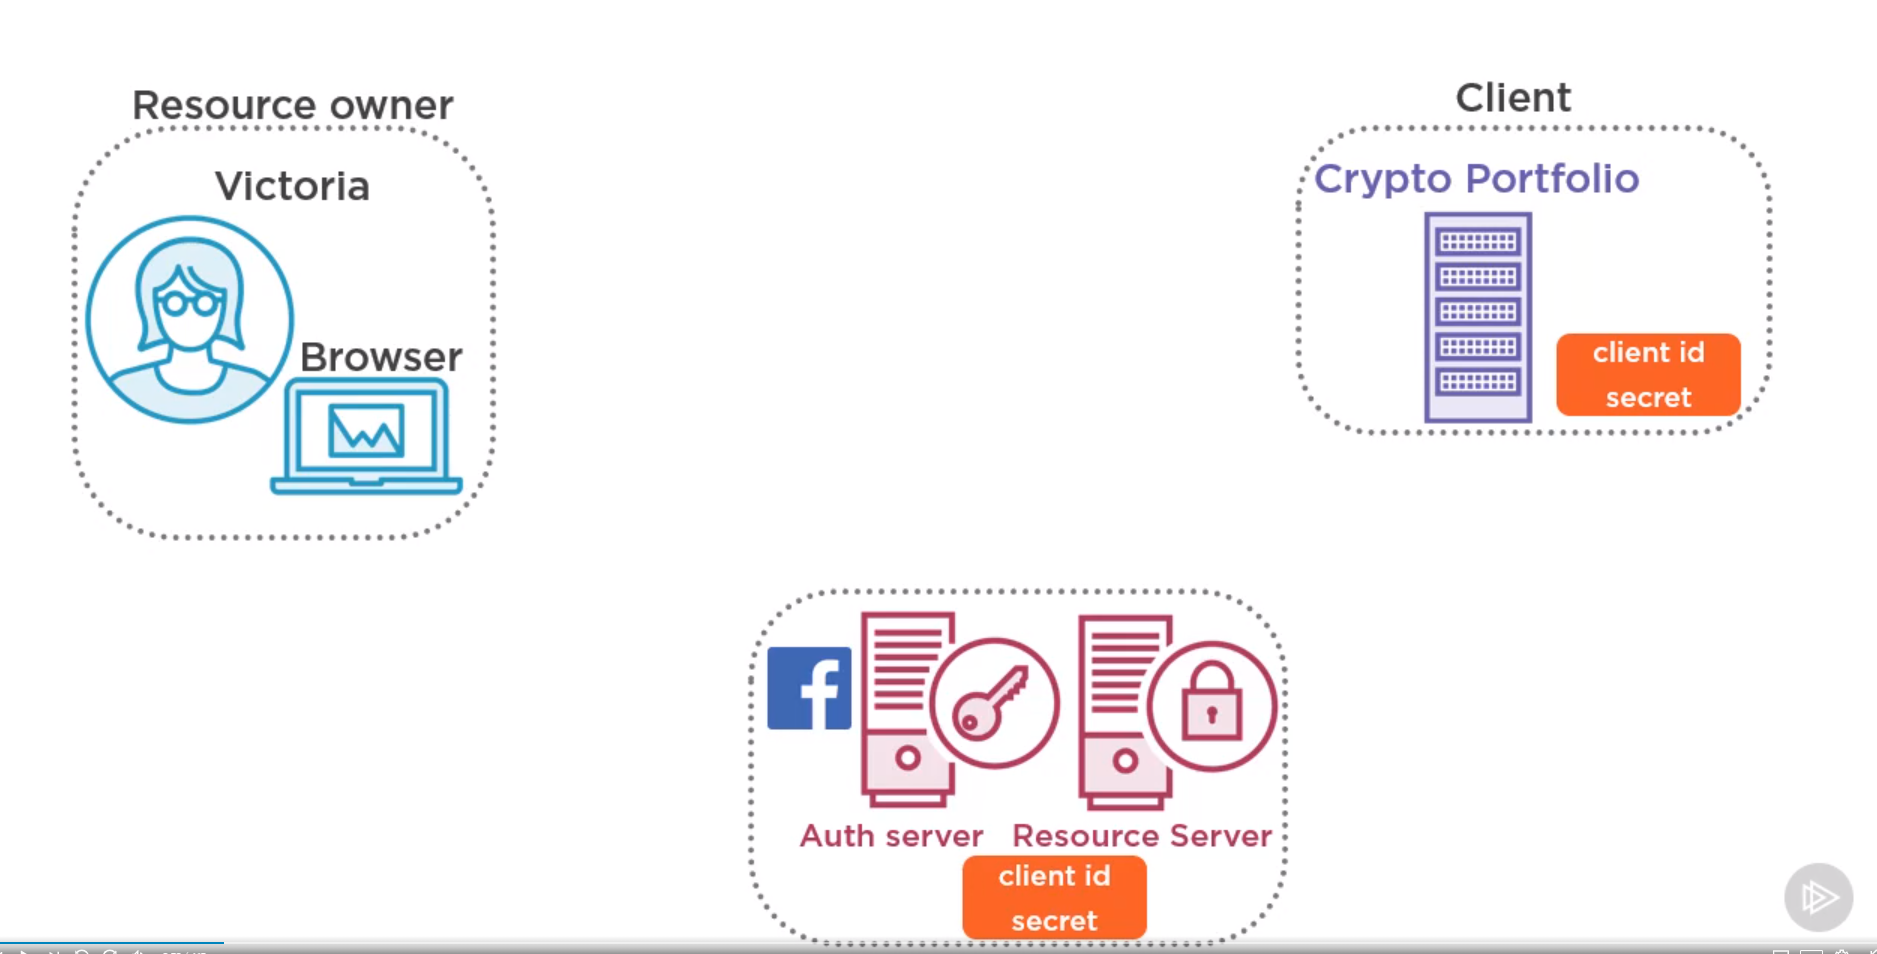 Resource owner
Victoria
Browser
Client
Crypto Portfolio
client id
secret
Auth server
Resource Server
client id
secret